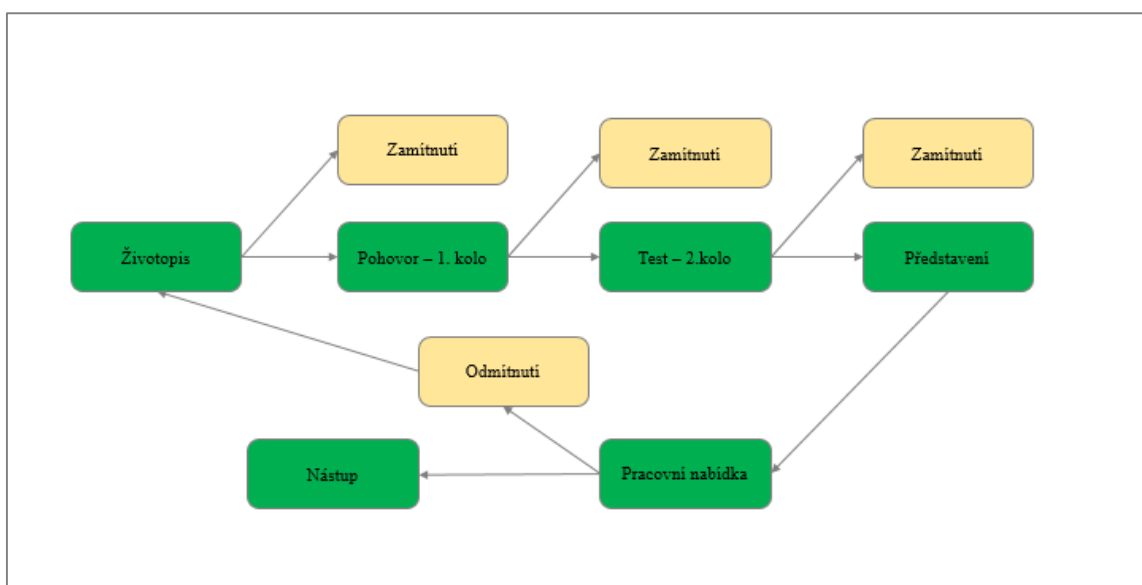 Zamítnutí
Zamítnutí
Zamítnutí
Životopis
Pohovor – 1. kolo
Test – 2.kolo
Představení
Odmítnutí
Nástup
Pracovní nabídka